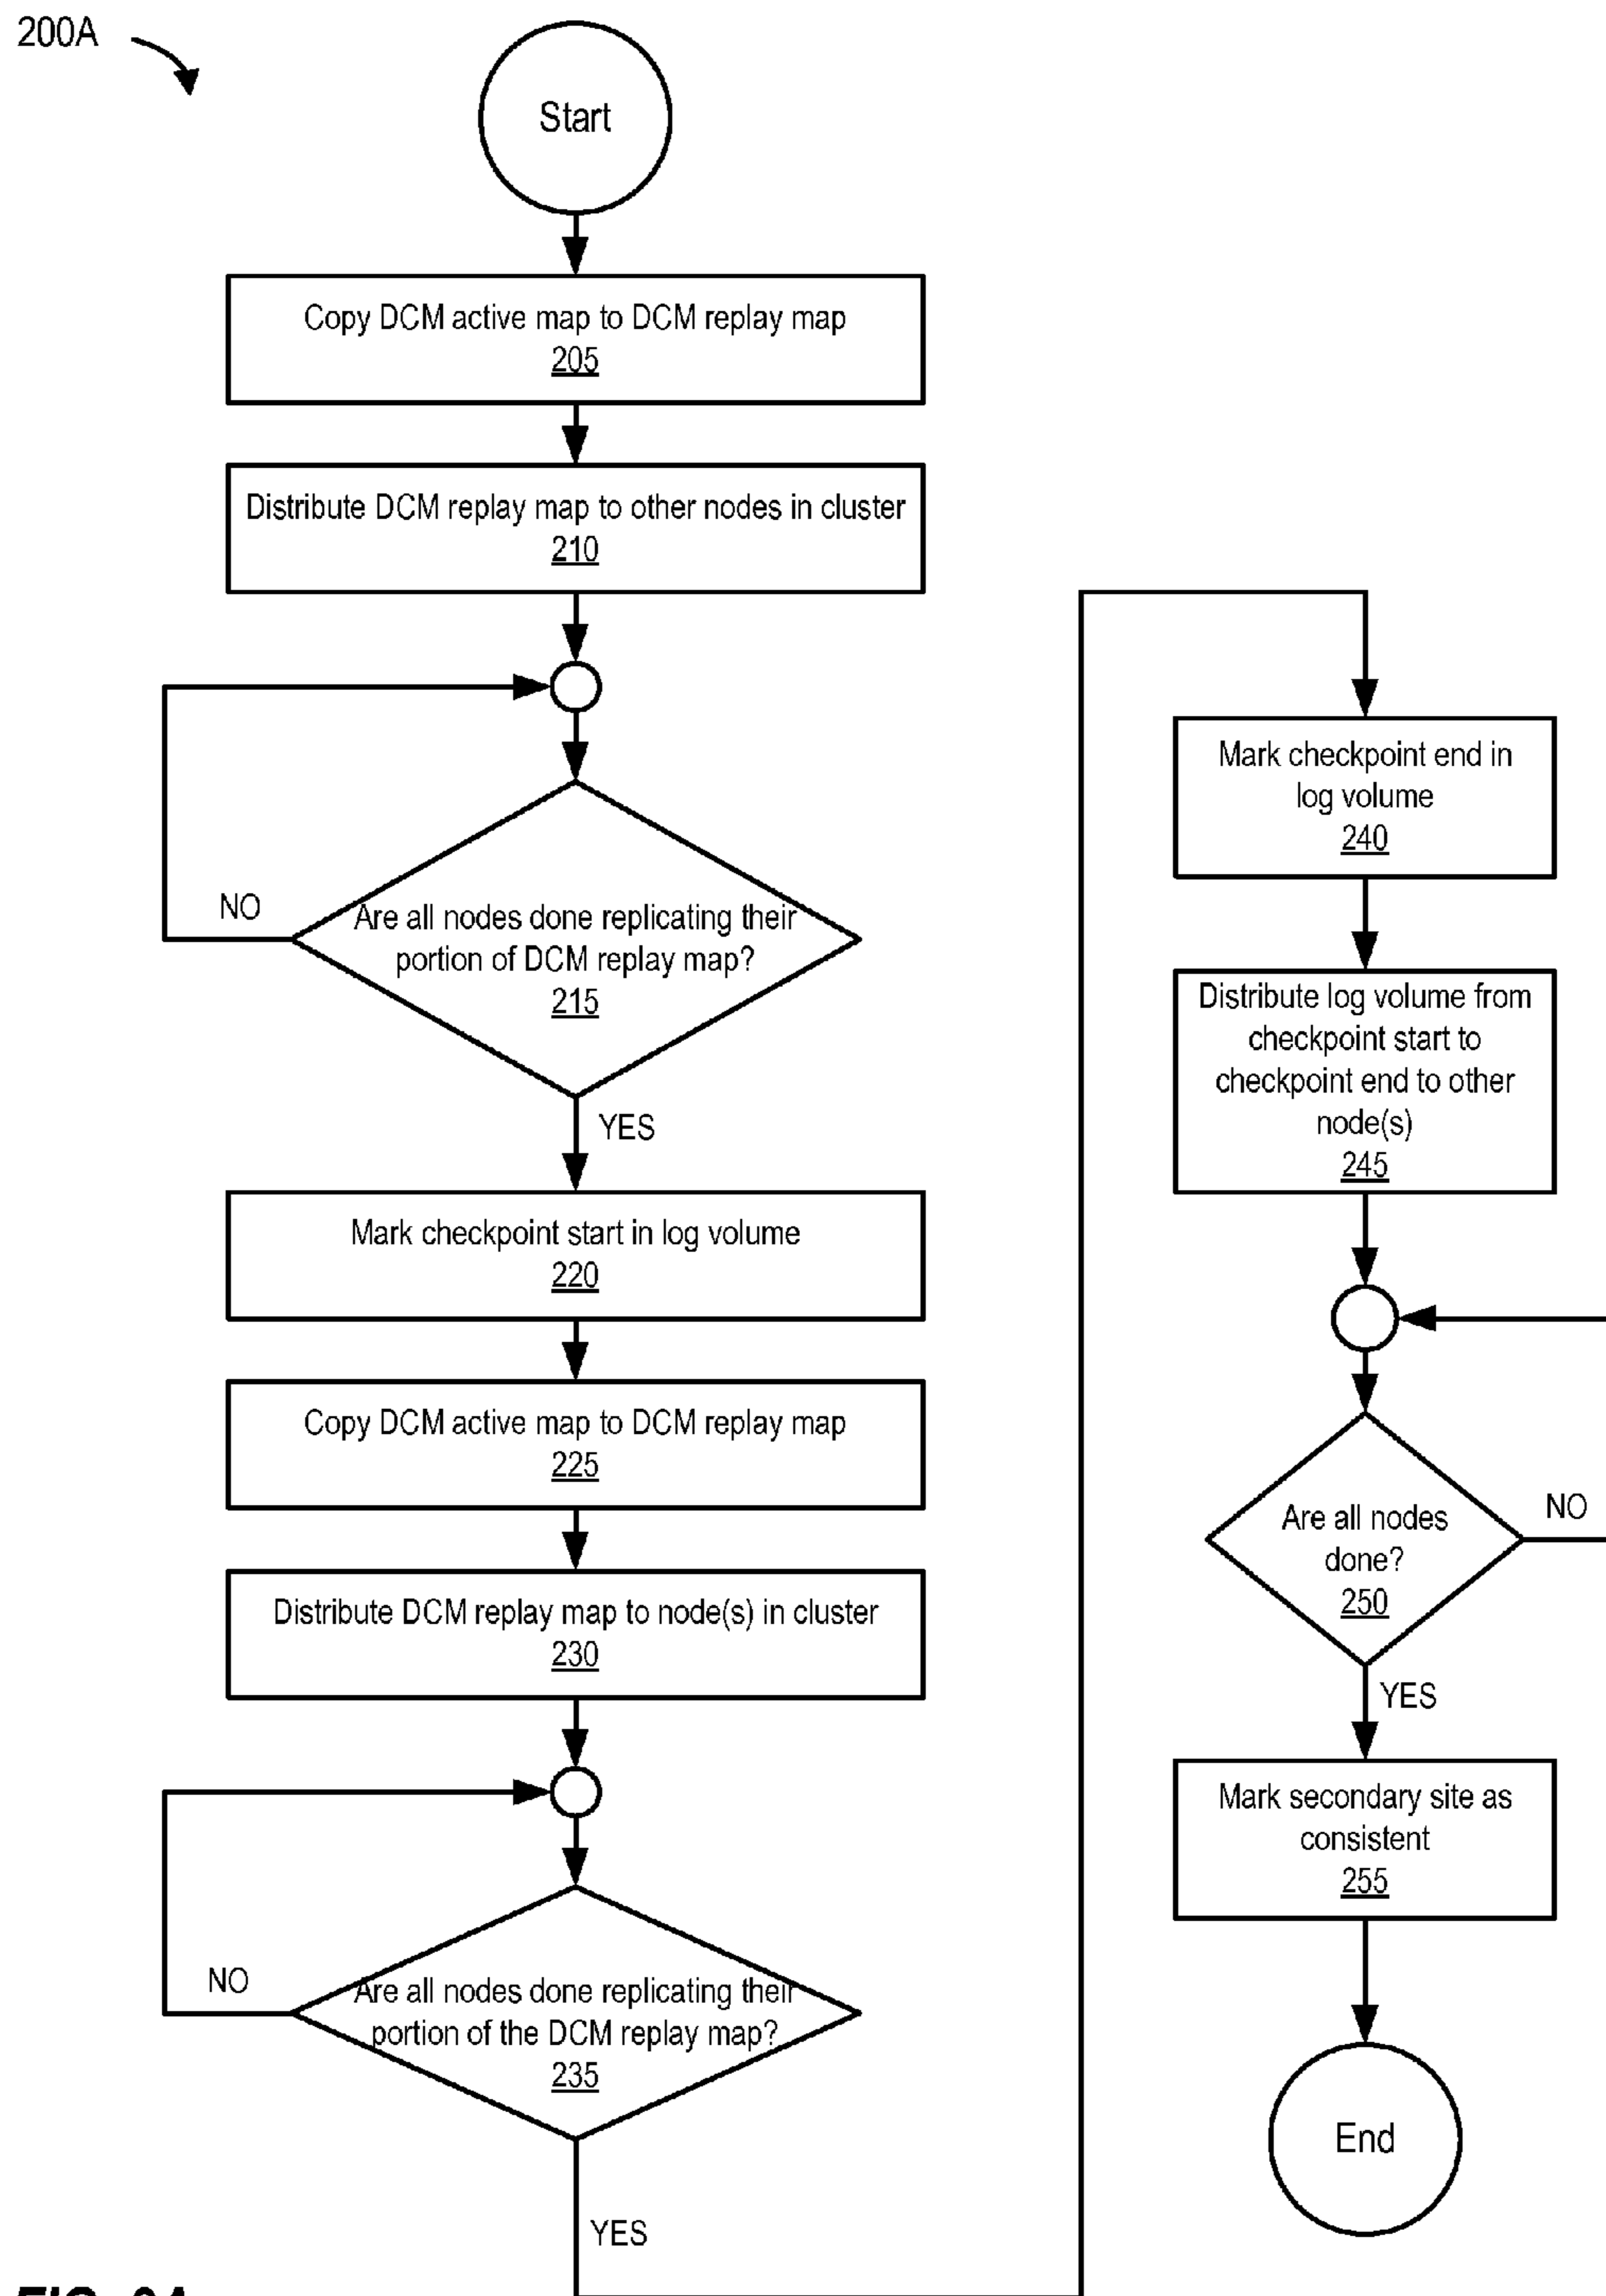 200A
Start
Copy DCM active map to DCM replay map
205
Distribute DCM replay map to other nodes in cluster
210
Are all nodes done replicating their
portion of DCM replay map?
215
NO
YES
Mark checkpoint start in log volume
220
Copy DCM active map to DCM replay map
225
Distribute DCM replay map to node(s) in cluster
230
Are all nodes done replicating their
portion of the DCM replay map?
235
NO
YES
Mark checkpoint end in
log volume
240
Distribute log volume from
checkpoint start to
checkpoint end to other
node(s)
245
Are all nodes
done?
250
NO
YES
Mark secondary site as
consistent
255
End